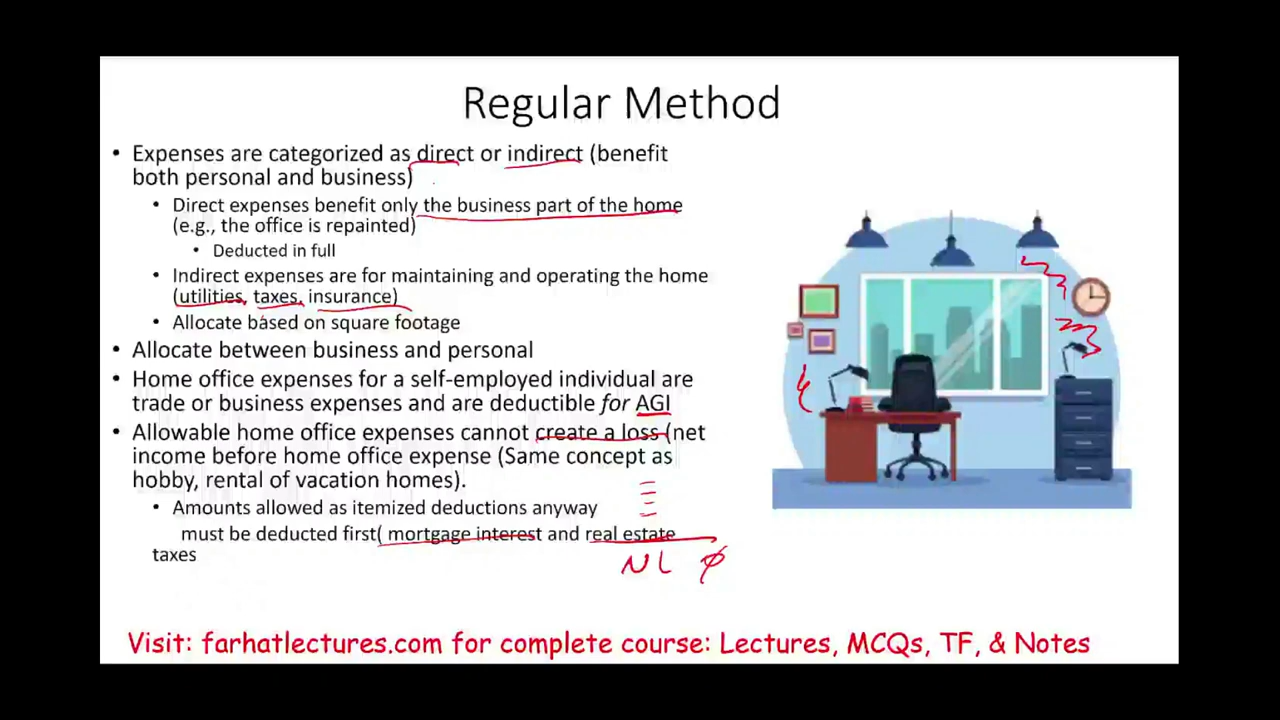 Regular Method
• Expenses are categorized as direct or indirect (benefit
both personal and business)
• Direct expenses benefit only the business part of the home
(e.g., the office is repainted)
• Deducted in full
• Indirect expenses are for maintaining and operating the home
(utilities, taxes, insurance)
• Allocate based on square footage
• Allocate between business and personal
• Home office expenses for a self-employed individual are
trade or business expenses and are deductible for AGI
• Allowable home office expenses cannot create a loss (net
income before home office expense (Same concept as
hobby, rental of vacation homes).
• Amounts allowed as itemized deductions anyway
must be deducted first( mortgage interest and real estate
taxes
NL
Visit: farhatlectures.com for complete course: Lectures, MCQs, TF, & Notes